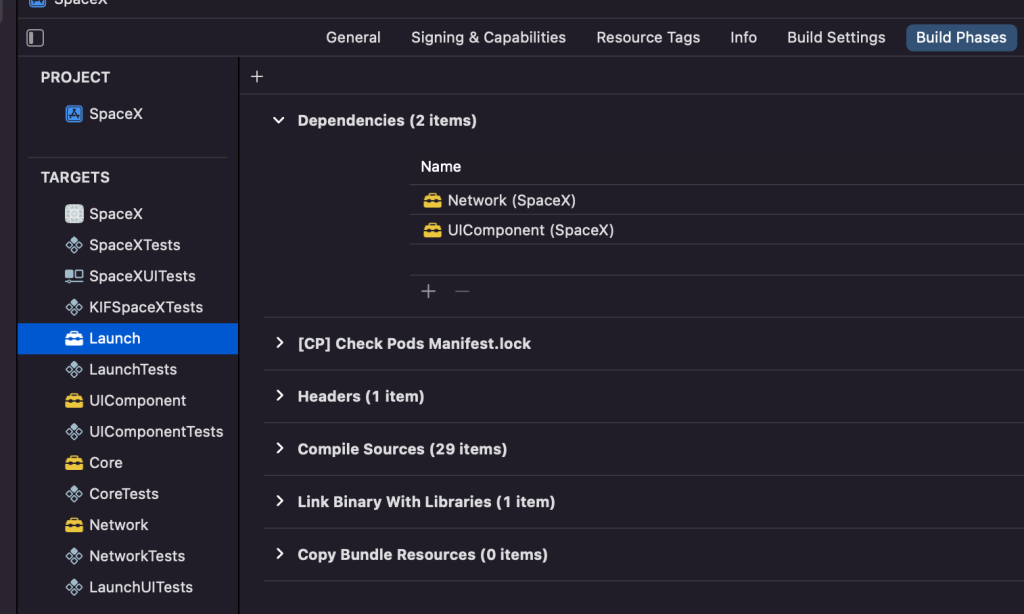 SpaceX
General Signing & Capabilities Resource Tags Info Build Settings Build Phases
PROJECT
SpaceX
TARGETS
SpaceX
SpaceXTests
SpaceXUITests
KIFSpaceXTests
Launch
LaunchTests
UIComponent
UIComponentTests
Core
CoreTests
Network
NetworkTests
LaunchUITests
+
Dependencies (2 items)
Name
Network (SpaceX)
UIComponent (SpaceX)
+ —
[CP] Check Pods Manifest.lock
Headers (1 item)
Compile Sources (29 items)
Link Binary With Libraries (1 item)
Copy Bundle Resources (0 items)